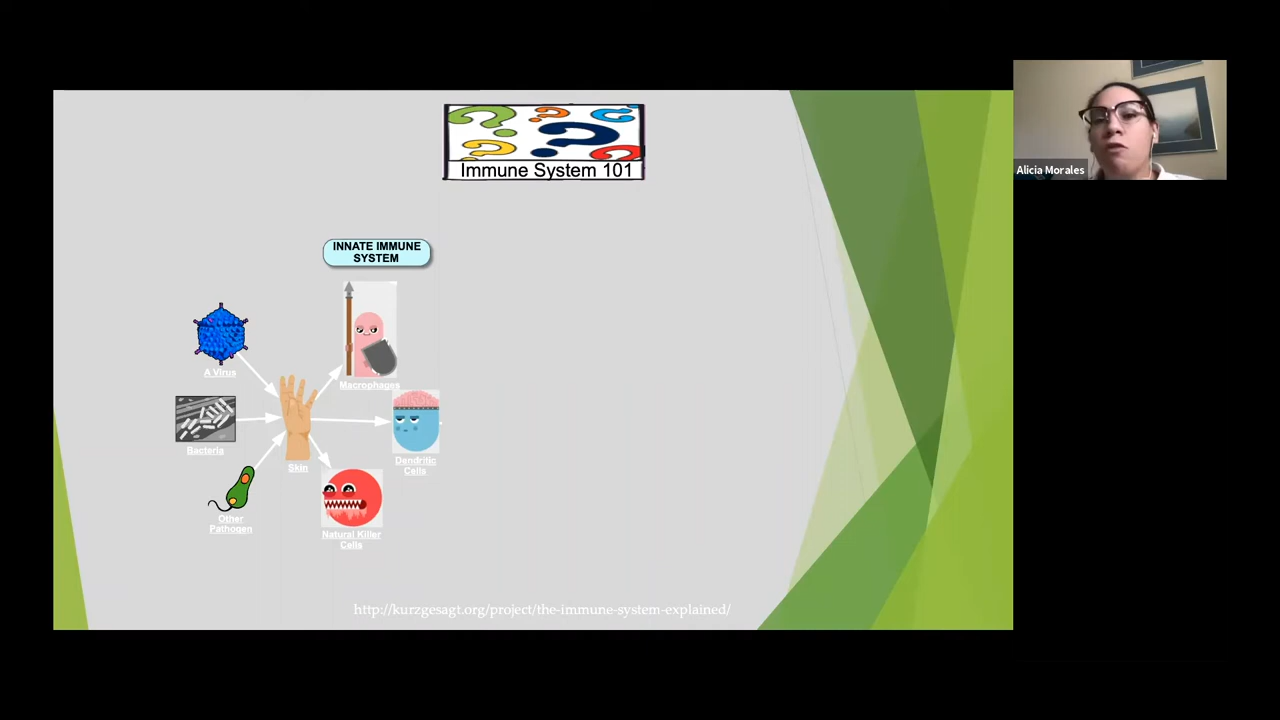 Immune System 101
Alicia Morales
INNATE IMMUNE
SYSTEM
A Virus
Macrophages
Bacteria
Skin
Dendritic
Cells
Other
Pathogen
Natural Killer
Cells
http://kurzgesagt.org/project/the-immune-system-explained/